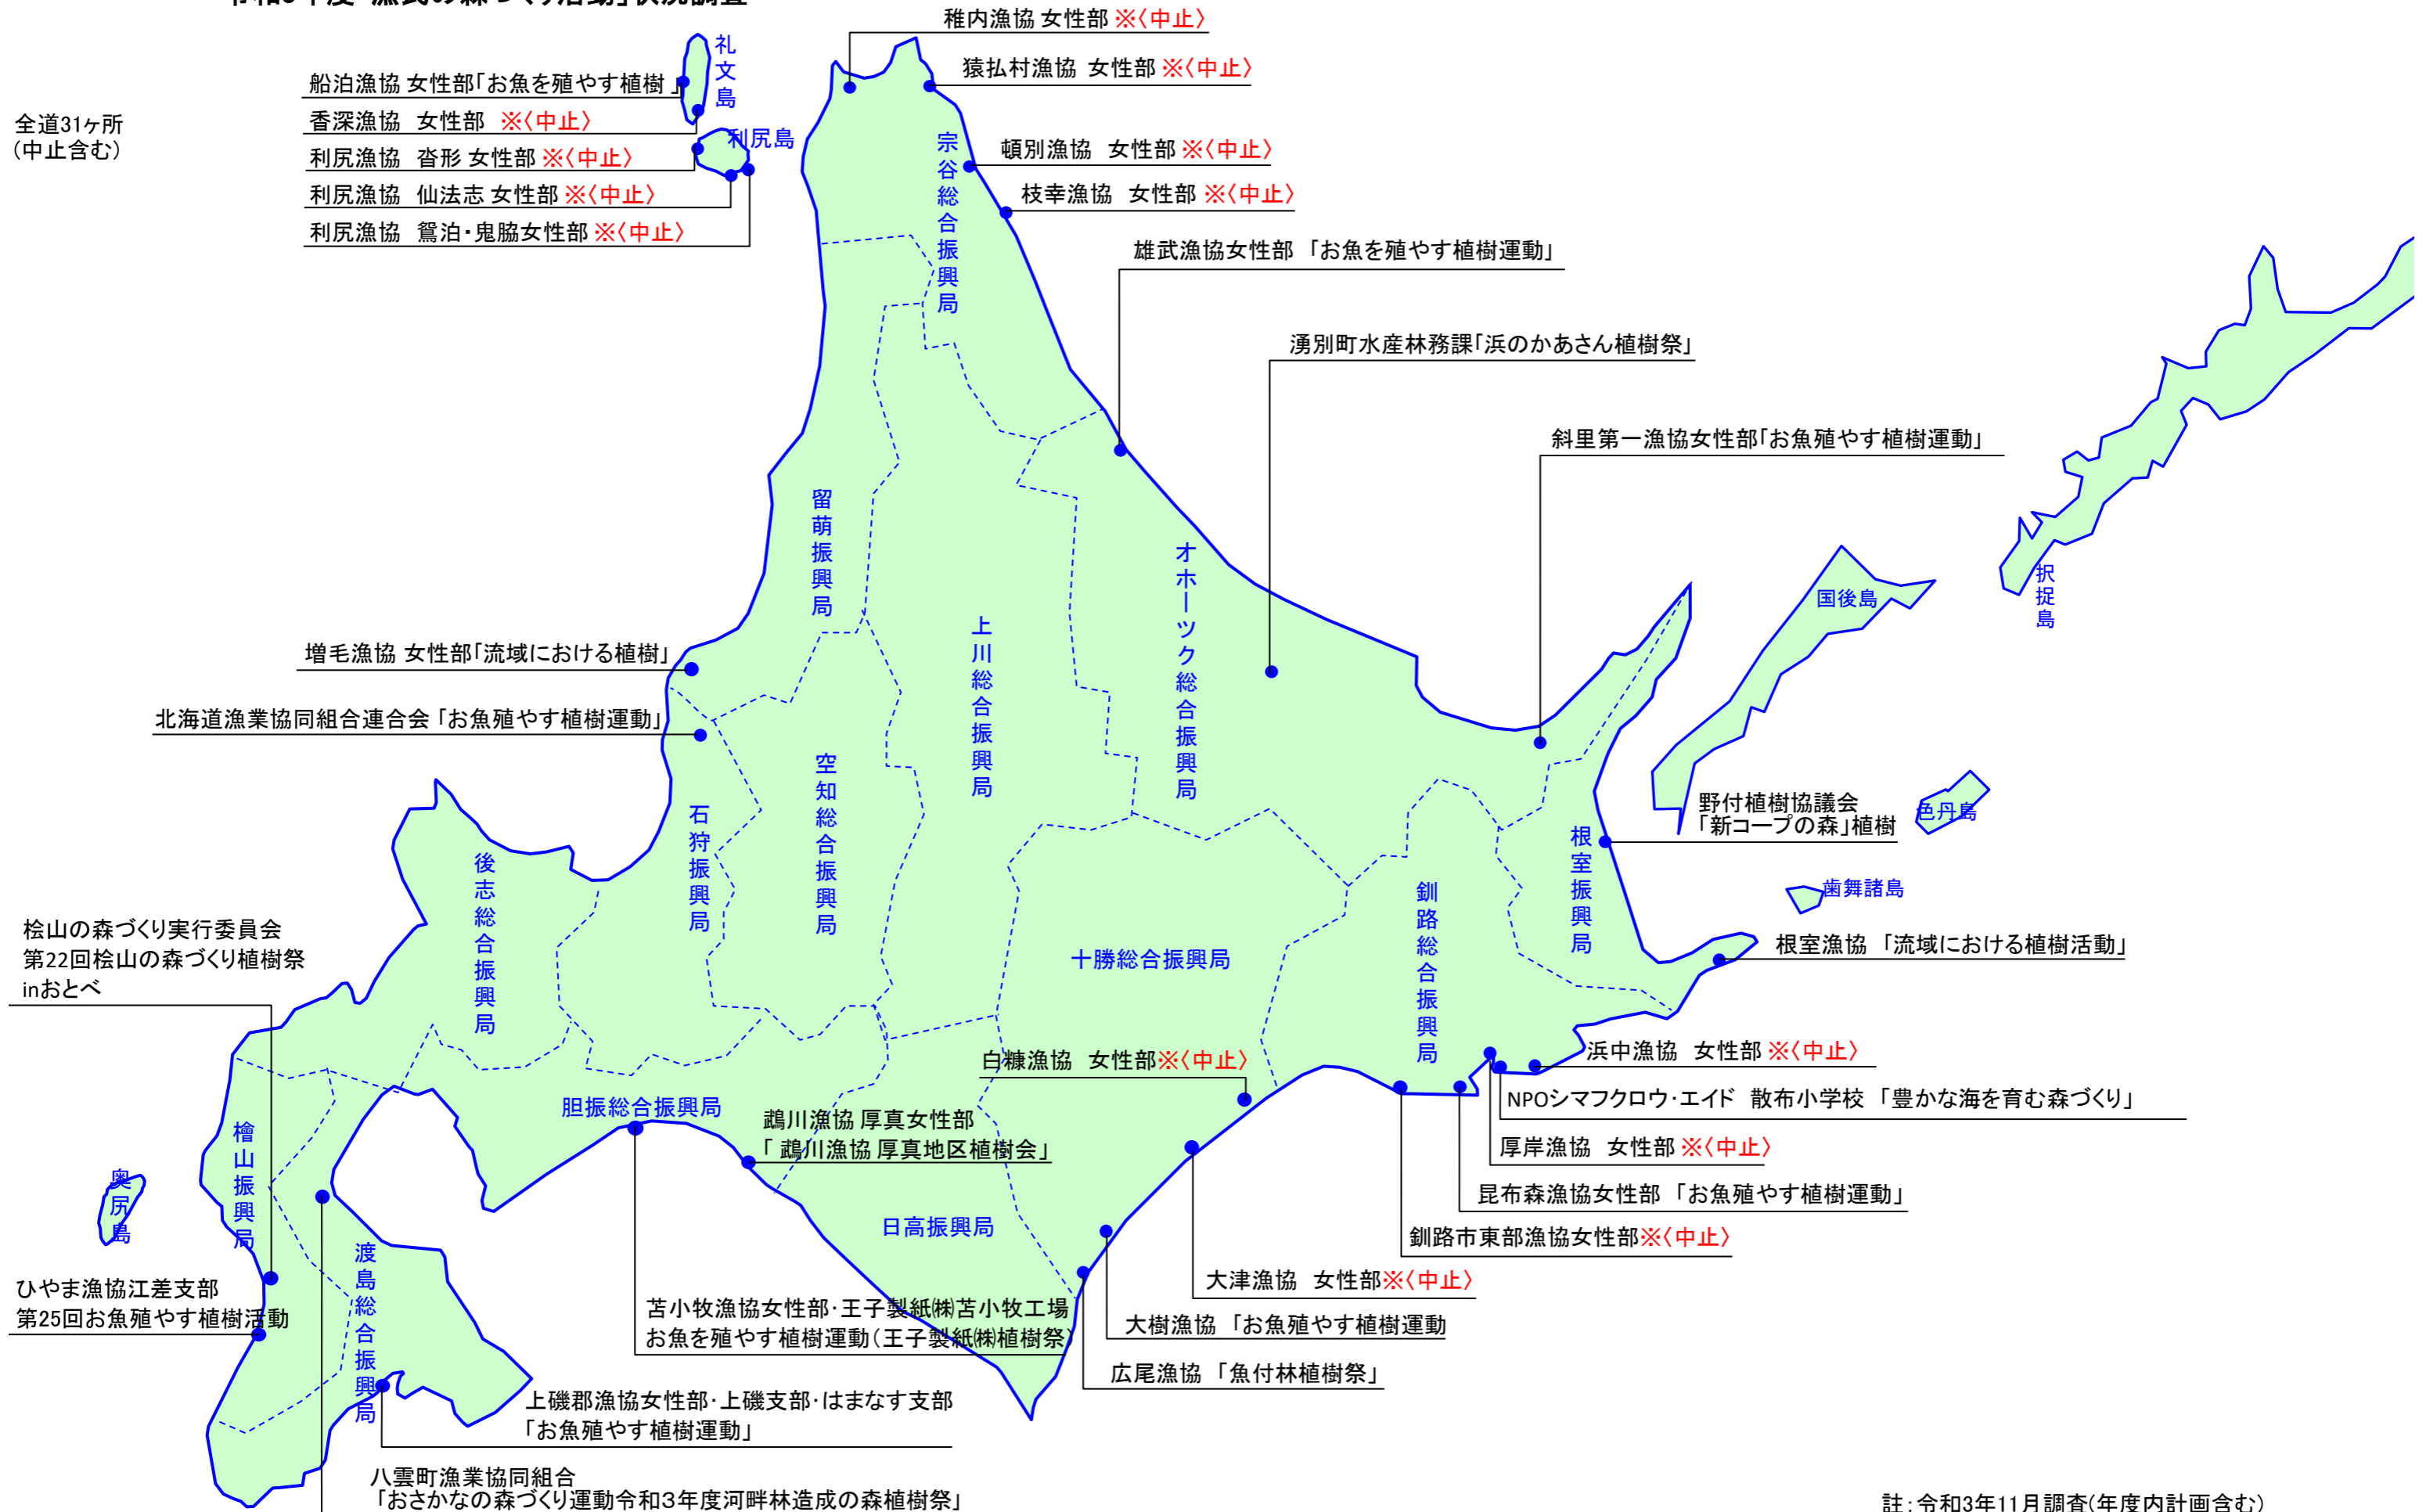 稚内漁協 女性部 ※〈中止〉
猿払村漁協 女性部 ※〈中止〉
礼文島
船泊漁協 女性部「お魚を殖やす植樹 」
全道31ヶ所
(中止含む)
香深漁協 女性部 ※〈中止〉
利尻島
利尻漁協 沓形 女性部 ※〈中止〉
利尻漁協 仙法志 女性部 ※〈中止〉
利尻漁協 鴛泊・鬼脇女性部 ※〈中止〉
宗谷総合振興局
頓別漁協 女性部 ※〈中止〉
枝幸漁協 女性部 ※〈中止〉
雄武漁協女性部 「お魚を殖やす植樹運動」
湧別町水産林務課「浜のかあさん植樹祭」
斜里第一漁協女性部「お魚殖やす植樹運動」
留萌振興局
オホーツク総合振興局
上川総合振興局
国後島
択捉島
増毛漁協 女性部「流域における植樹」
北海道漁業協同組合連合会 「お魚殖やす植樹運動」
空知総合振興局
石狩振興局
後志総合振興局
野付植樹協議会
「新コープの森」植樹
色丹島
根室振興局
歯舞諸島
釧路総合振興局
十勝総合振興局
根室漁協 「流域における植樹活動」
桧山の森づくり実行委員会
第22回桧山の森づくり植樹祭
inおとべ
白糠漁協 女性部※〈中止〉
浜中漁協 女性部 ※〈中止〉
NPOシマフクロウ・エイド 散布小学校 「豊かな海を育む森づくり」
厚岸漁協 女性部 ※〈中止〉
昆布森漁協女性部 「お魚殖やす植樹運動」
釧路市東部漁協女性部※〈中止〉
胆振総合振興局
鵡川漁協 厚真女性部
「 鵡川漁協 厚真地区植樹会」
檜山振興局
奥尻島
日高振興局
渡島総合振興局
大津漁協 女性部※〈中止〉
大樹漁協 「お魚殖やす植樹運動
広尾漁協 「魚付林植樹祭」
ひやま漁協江差支部
第25回お魚殖やす植樹活動
苫小牧漁協女性部・王子製紙㈱苫小牧工場
お魚を殖やす植樹運動(王子製紙㈱植樹祭)
上磯郡漁協女性部・上磯支部・はまなす支部
「お魚殖やす植樹運動」
八雲町漁業協同組合
「おさかなの森づくり運動令和3年度河畔林造成の森植樹祭」
註:令和3年11月調査(年度内計画含む)